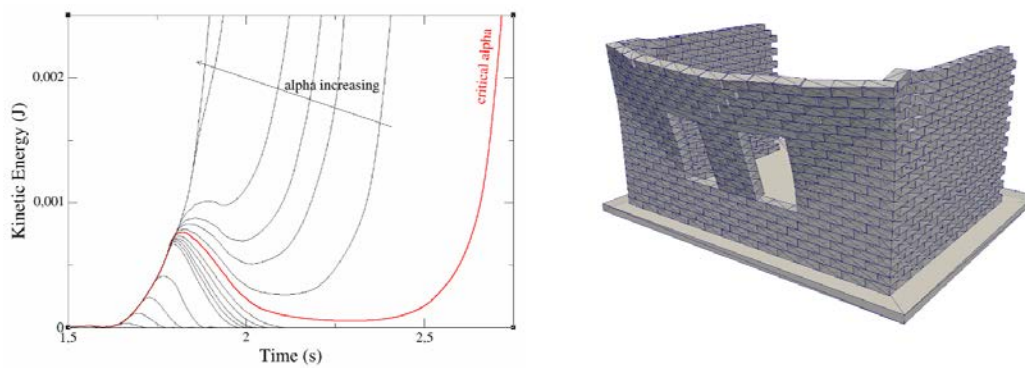 0,002
0,001
0
Kinetic Energy (J)
alpha increasing
critical alpha
1.5
2
2.5
Time (s)